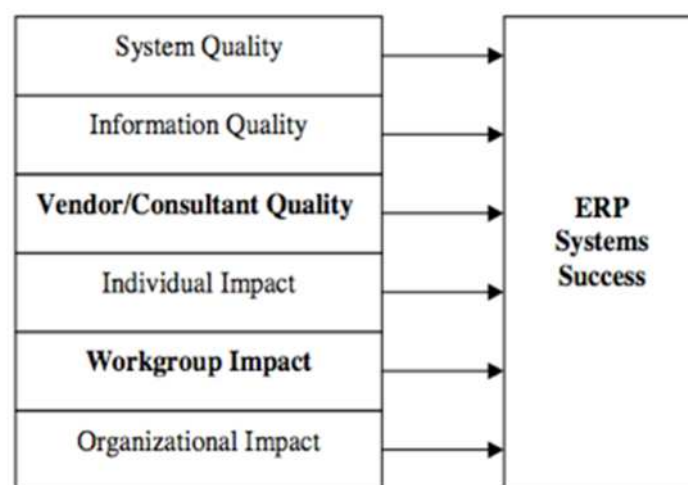 System Quality
Information Quality
Vendor/Consultant Quality
Individual Impact
Workgroup Impact
Organizational Impact
ERP
Systems
Success